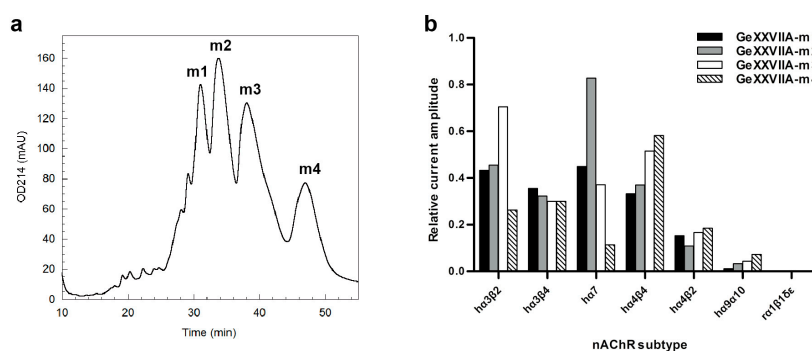 a
m1
m2
m3
m4
160
140
120
100
80
60
40
20
0
OD214 (mAU)
10
20
30
40
50
Time (min)
b
GeXXVIIA-m
GeXXVIIA-m
GeXXVIIA-m
GeXXVIIA-m
1.0
0.8
0.6
0.4
0.2
0.0
Relative current amplitude
hα3β2
hα3β4
hα7
hα4β4
hα4β2
hα9α10
rα1β1δε
nAChR subtype